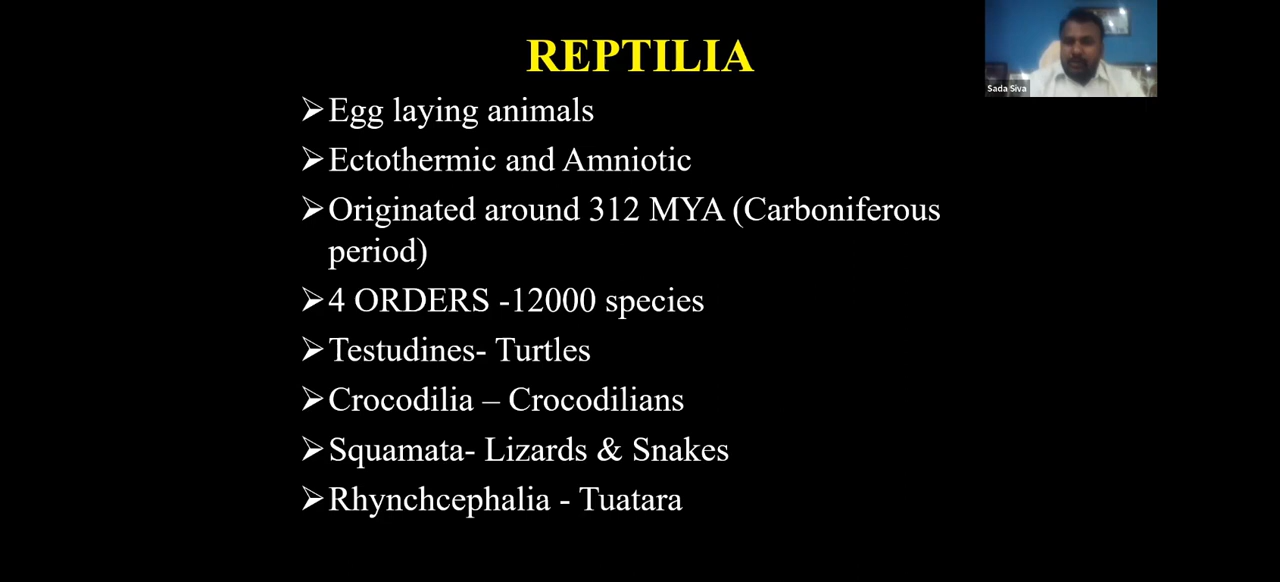 REPTILIA
Sada Siva
➢Egg laying animals
➢Ectothermic and Amniotic
➢Originated around 312 MYA (Carboniferous
period)
➢4 ORDERS -12000 species
➢Testudines- Turtles
➢Crocodilia – Crocodilians
➢Squamata- Lizards & Snakes
➢Rhynchcephalia - Tuatara